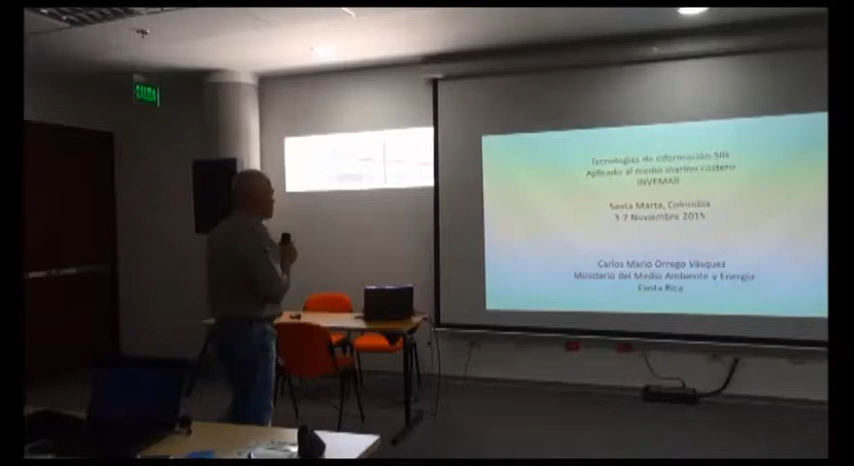 SALIDA
Tecnologías de información SIG
Aplicado al medio marino costero
INVEMAR
Santa Marta, Colombia
3-7 Noviembre 2015
Carlos Mario Orrego Vásquez
Ministerio del Medio Ambiente y Energía
Costa Rica